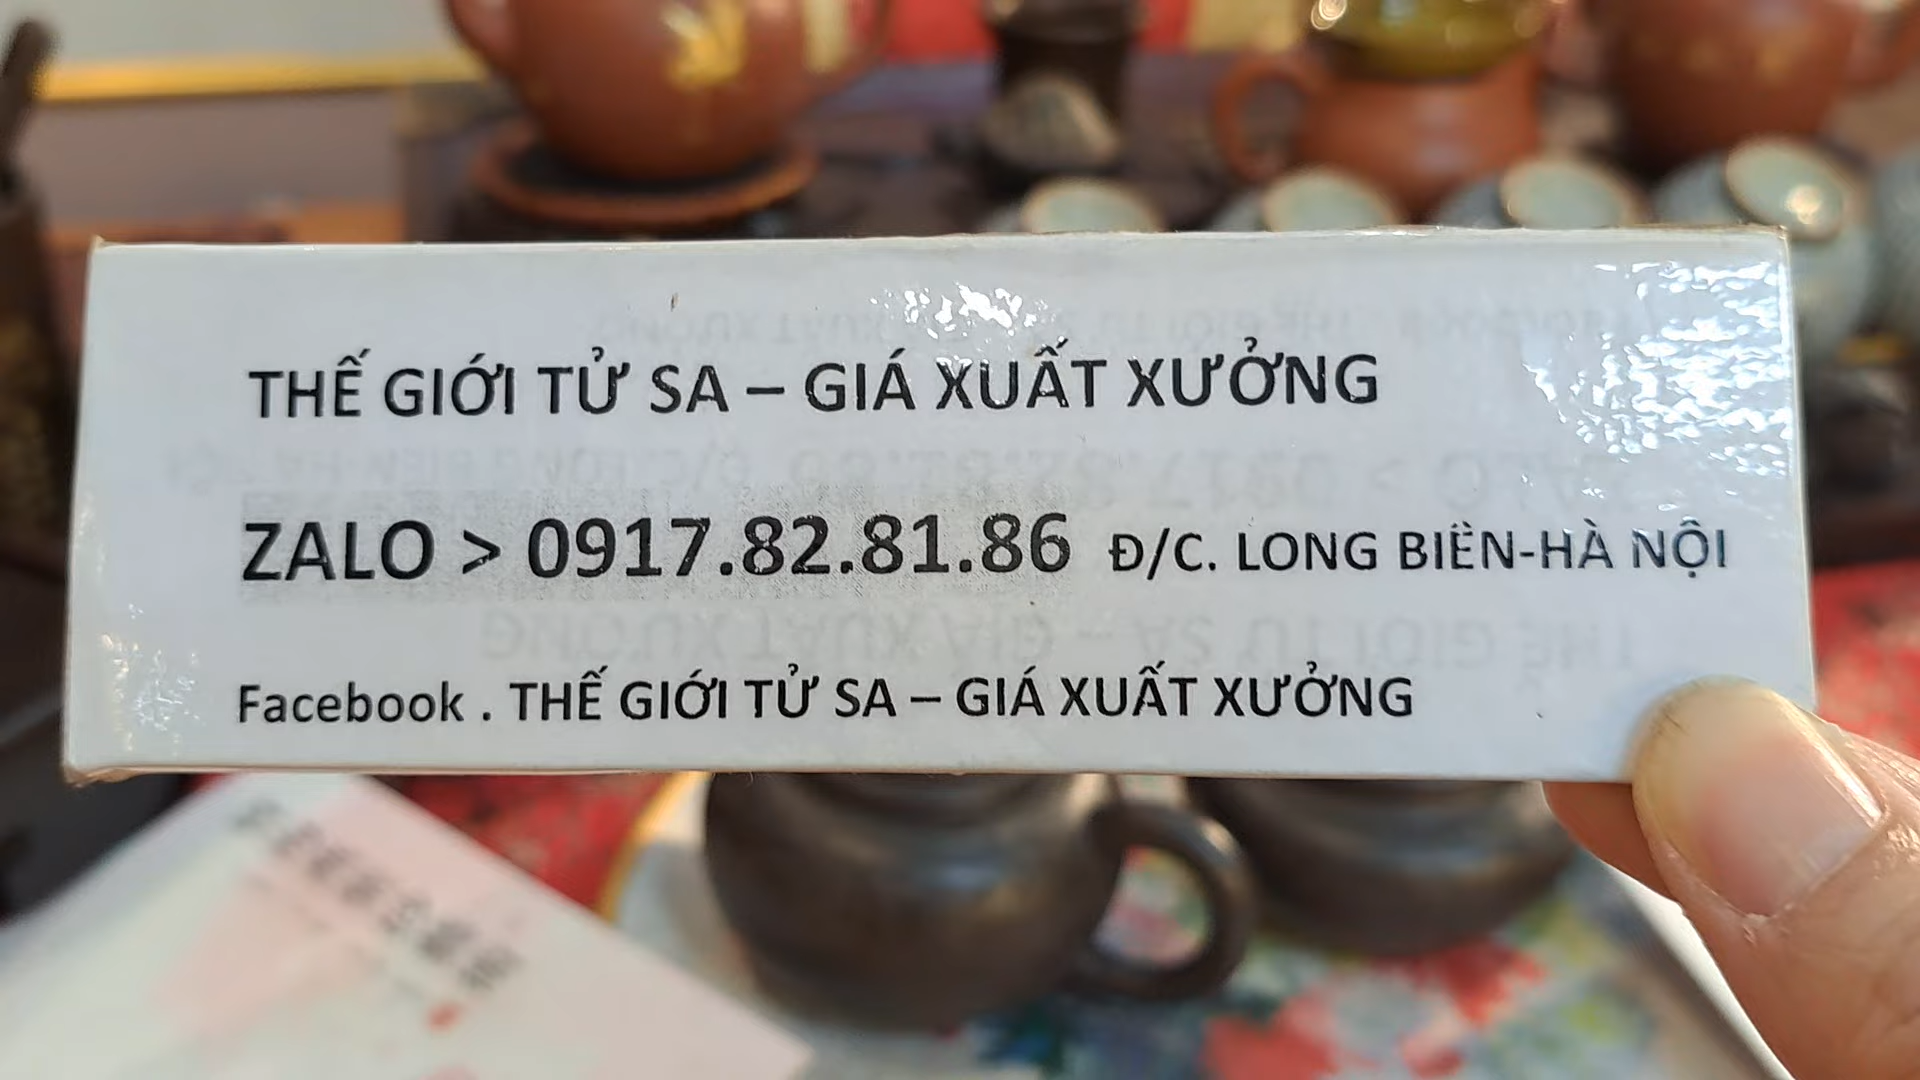 THẾ GIỚI TỬ SA – GIÁ XUẤT XƯỞNG
ZALO > 0917.82.81.86 Đ/C. LONG BIÊN-HÀ NỘI
Facebook . THẾ GIỚI TỬ SA – GIÁ XUẤT XƯỞNG